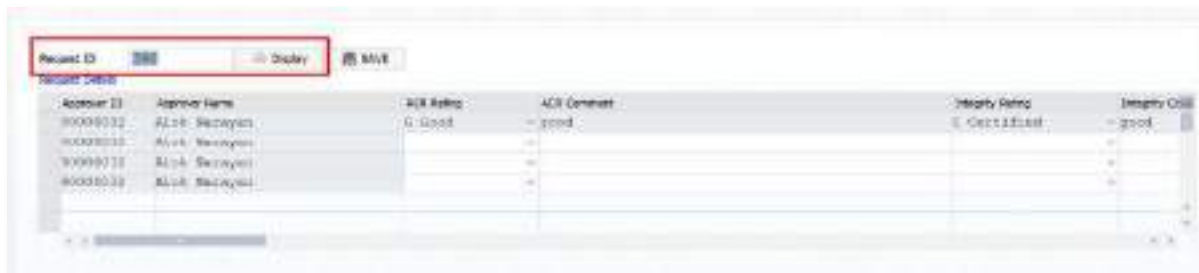 Request ID Display SAVE
Request Details
Approver ID Approver Name ACR Rating ACR Comment Integrity Rating Integrity
Alok Narayan G Good good C Certified good
Alok Narayan
Alok Narayan
Alok Narayan